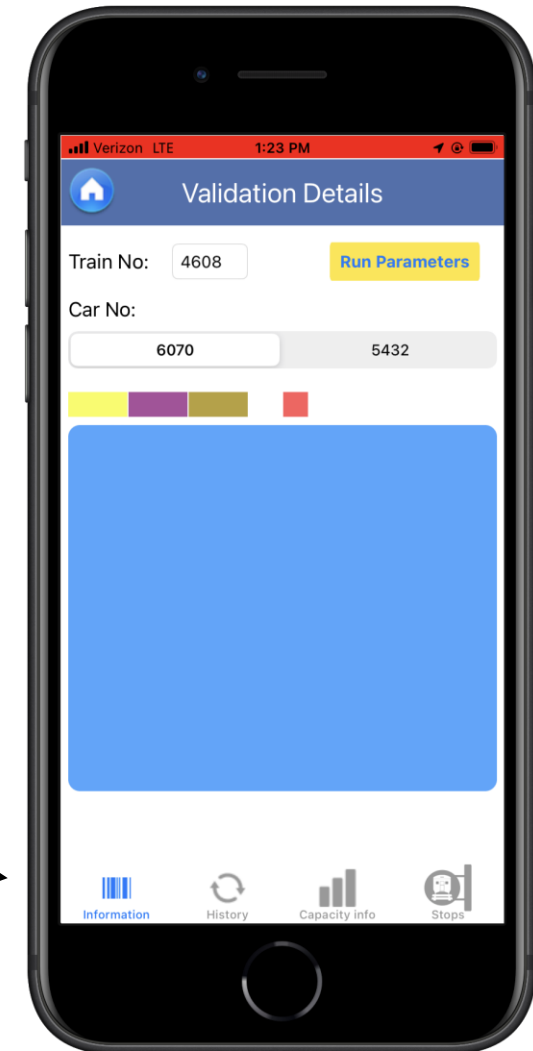 Verizon LTE 1:23 PM
Validation Details
Train No: 4608 Run Parameters
Car No:
6070 5432
Information History Capacity info Stops